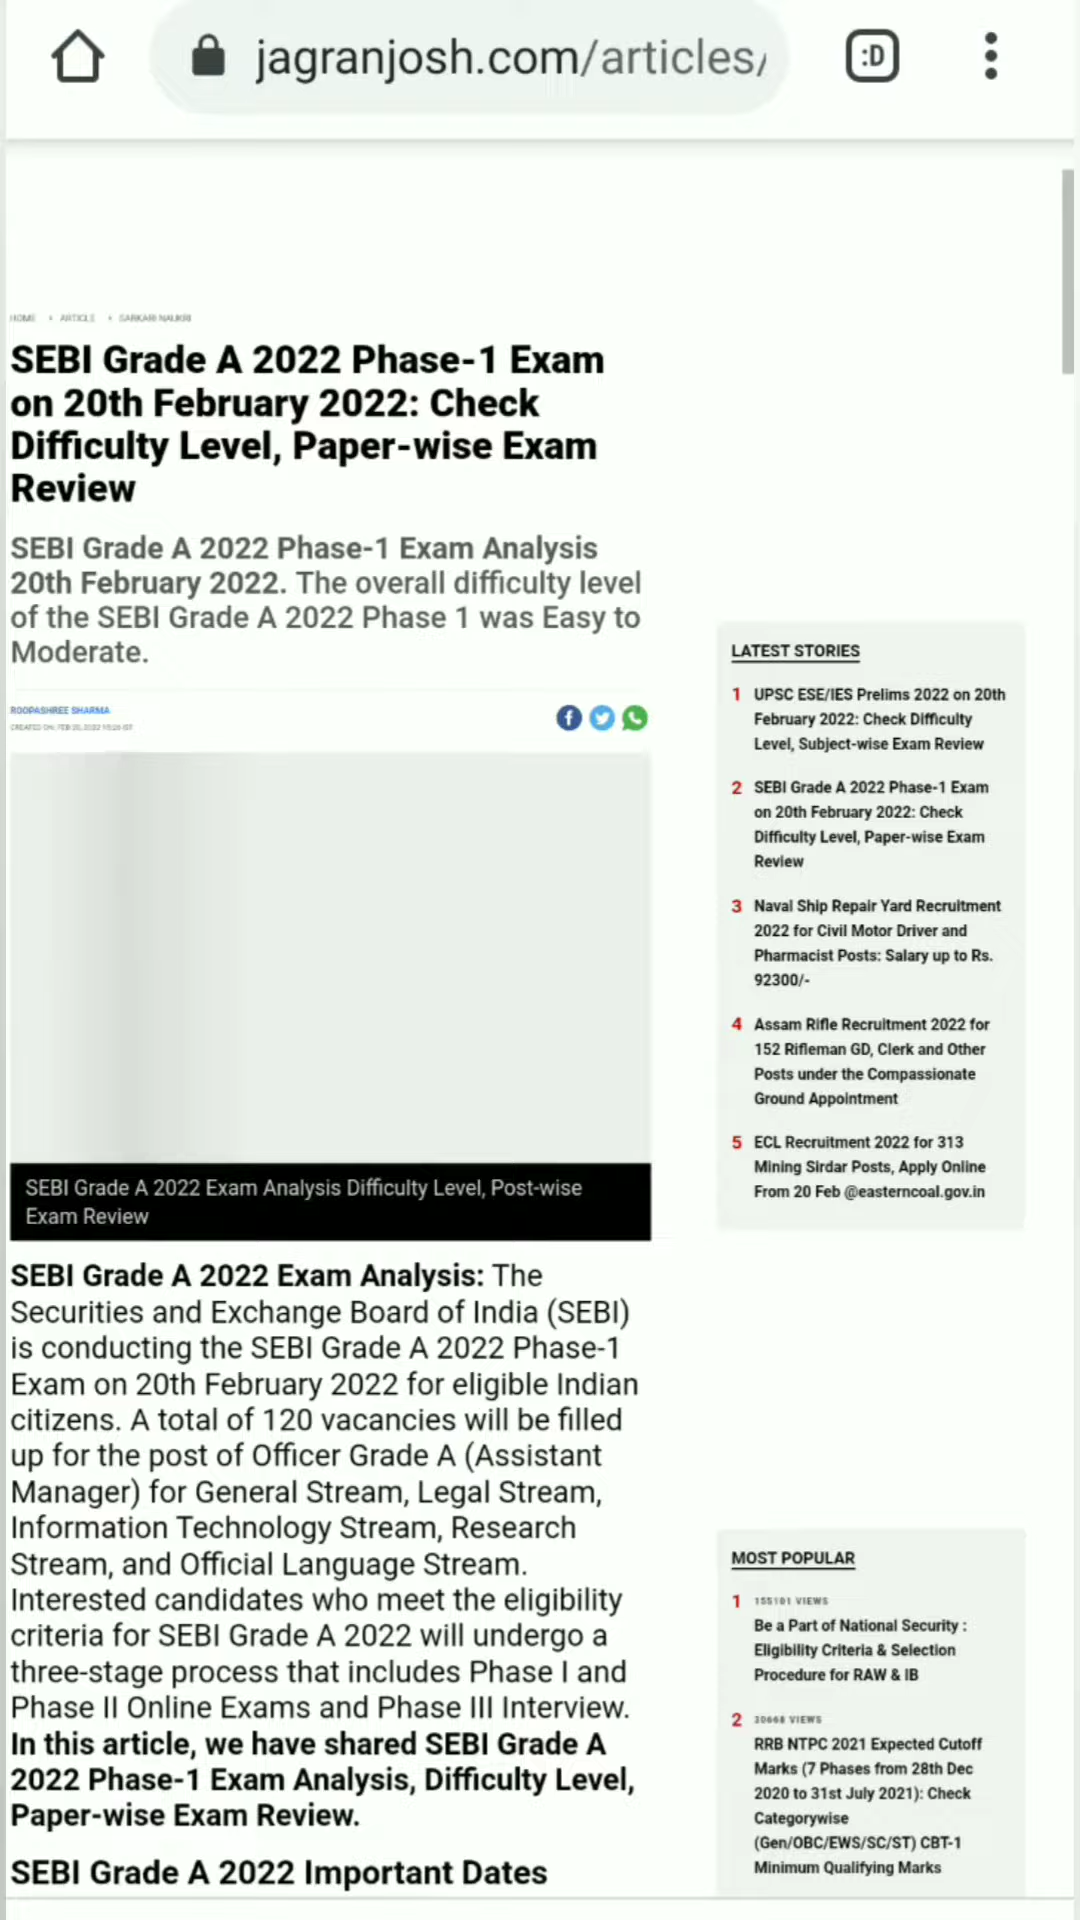 jagranjosh.com/articles/
:D
HOME › ARTICLE › SARKARI NAUKRI
SEBI Grade A 2022 Phase-1 Exam
on 20th February 2022: Check
Difficulty Level, Paper-wise Exam
Review
SEBI Grade A 2022 Phase-1 Exam Analysis
20th February 2022. The overall difficulty level
of the SEBI Grade A 2022 Phase 1 was Easy to
Moderate.
ROOPASHREE SHARMA
CREATED ON: FEB 20, 2022
SEBI Grade A 2022 Exam Analysis Difficulty Level, Post-wise
Exam Review
SEBI Grade A 2022 Exam Analysis: The
Securities and Exchange Board of India (SEBI)
is conducting the SEBI Grade A 2022 Phase-1
Exam on 20th February 2022 for eligible Indian
citizens. A total of 120 vacancies will be filled
up for the post of Officer Grade A (Assistant
Manager) for General Stream, Legal Stream,
Information Technology Stream, Research
Stream, and Official Language Stream.
Interested candidates who meet the eligibility
criteria for SEBI Grade A 2022 will undergo a
three-stage process that includes Phase I and
Phase II Online Exams and Phase III Interview.
In this article, we have shared SEBI Grade A
2022 Phase-1 Exam Analysis, Difficulty Level,
Paper-wise Exam Review.
SEBI Grade A 2022 Important Dates
LATEST STORIES
1 UPSC ESE/IES Prelims 2022 on 20th
February 2022: Check Difficulty
Level, Subject-wise Exam Review
2 SEBI Grade A 2022 Phase-1 Exam
on 20th February 2022: Check
Difficulty Level, Paper-wise Exam
Review
3 Naval Ship Repair Yard Recruitment
2022 for Civil Motor Driver and
Pharmacist Posts: Salary up to Rs.
92300/-
4 Assam Rifle Recruitment 2022 for
152 Rifleman GD, Clerk and Other
Posts under the Compassionate
Ground Appointment
5 ECL Recruitment 2022 for 313
Mining Sirdar Posts, Apply Online
From 20 Feb @easterncoal.gov.in
MOST POPULAR
1 155101 VIEWS
Be a Part of National Security :
Eligibility Criteria & Selection
Procedure for RAW & IB
2 30668 VIEWS
RRB NTPC 2021 Expected Cutoff
Marks (7 Phases from 28th Dec
2020 to 31st July 2021): Check
Categorywise
(Gen/OBC/EWS/SC/ST) CBT-1
Minimum Qualifying Marks